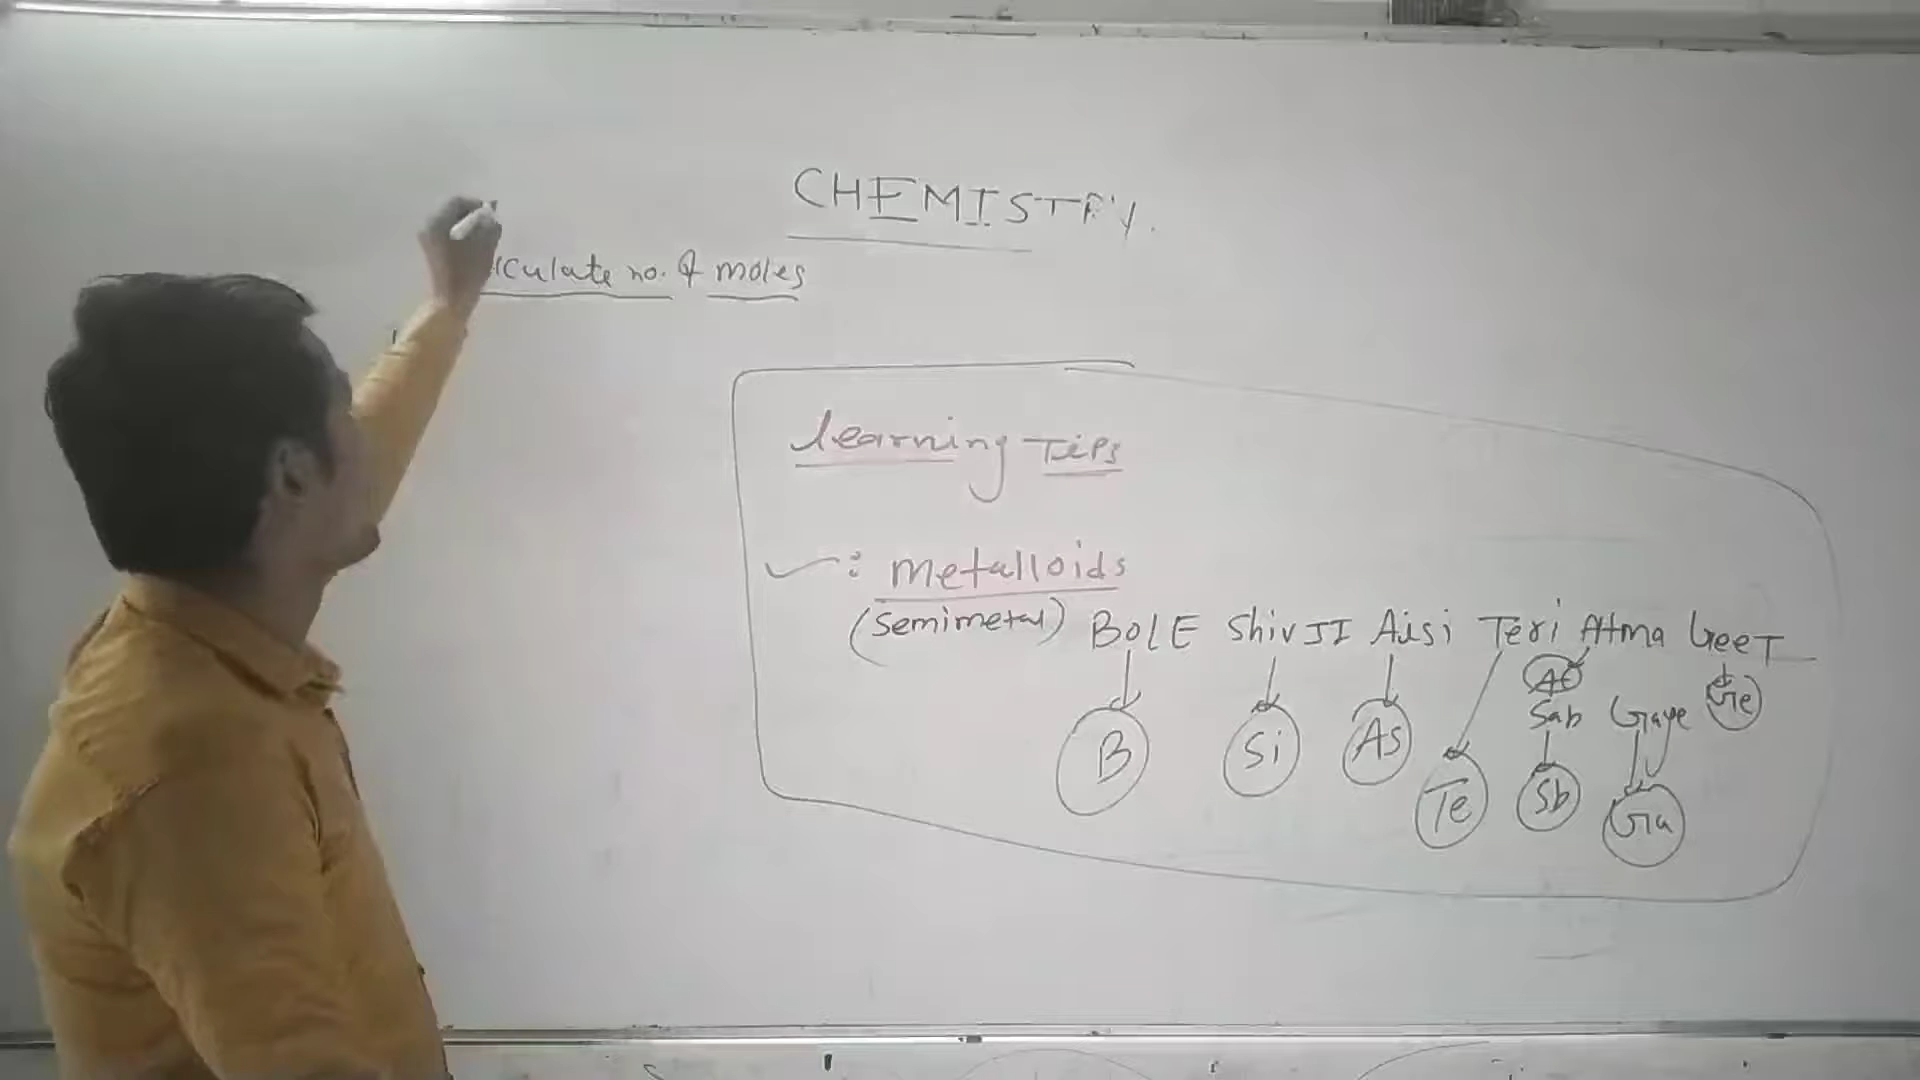 CHEMISTRY.
lculate no. of moles
Learning Tips
: Metalloids
(Semimetal) BOLE ShivJI Aisi Teri Atma GeeT
At Ge
Sab Gaye
B Si As Te Sb Ga